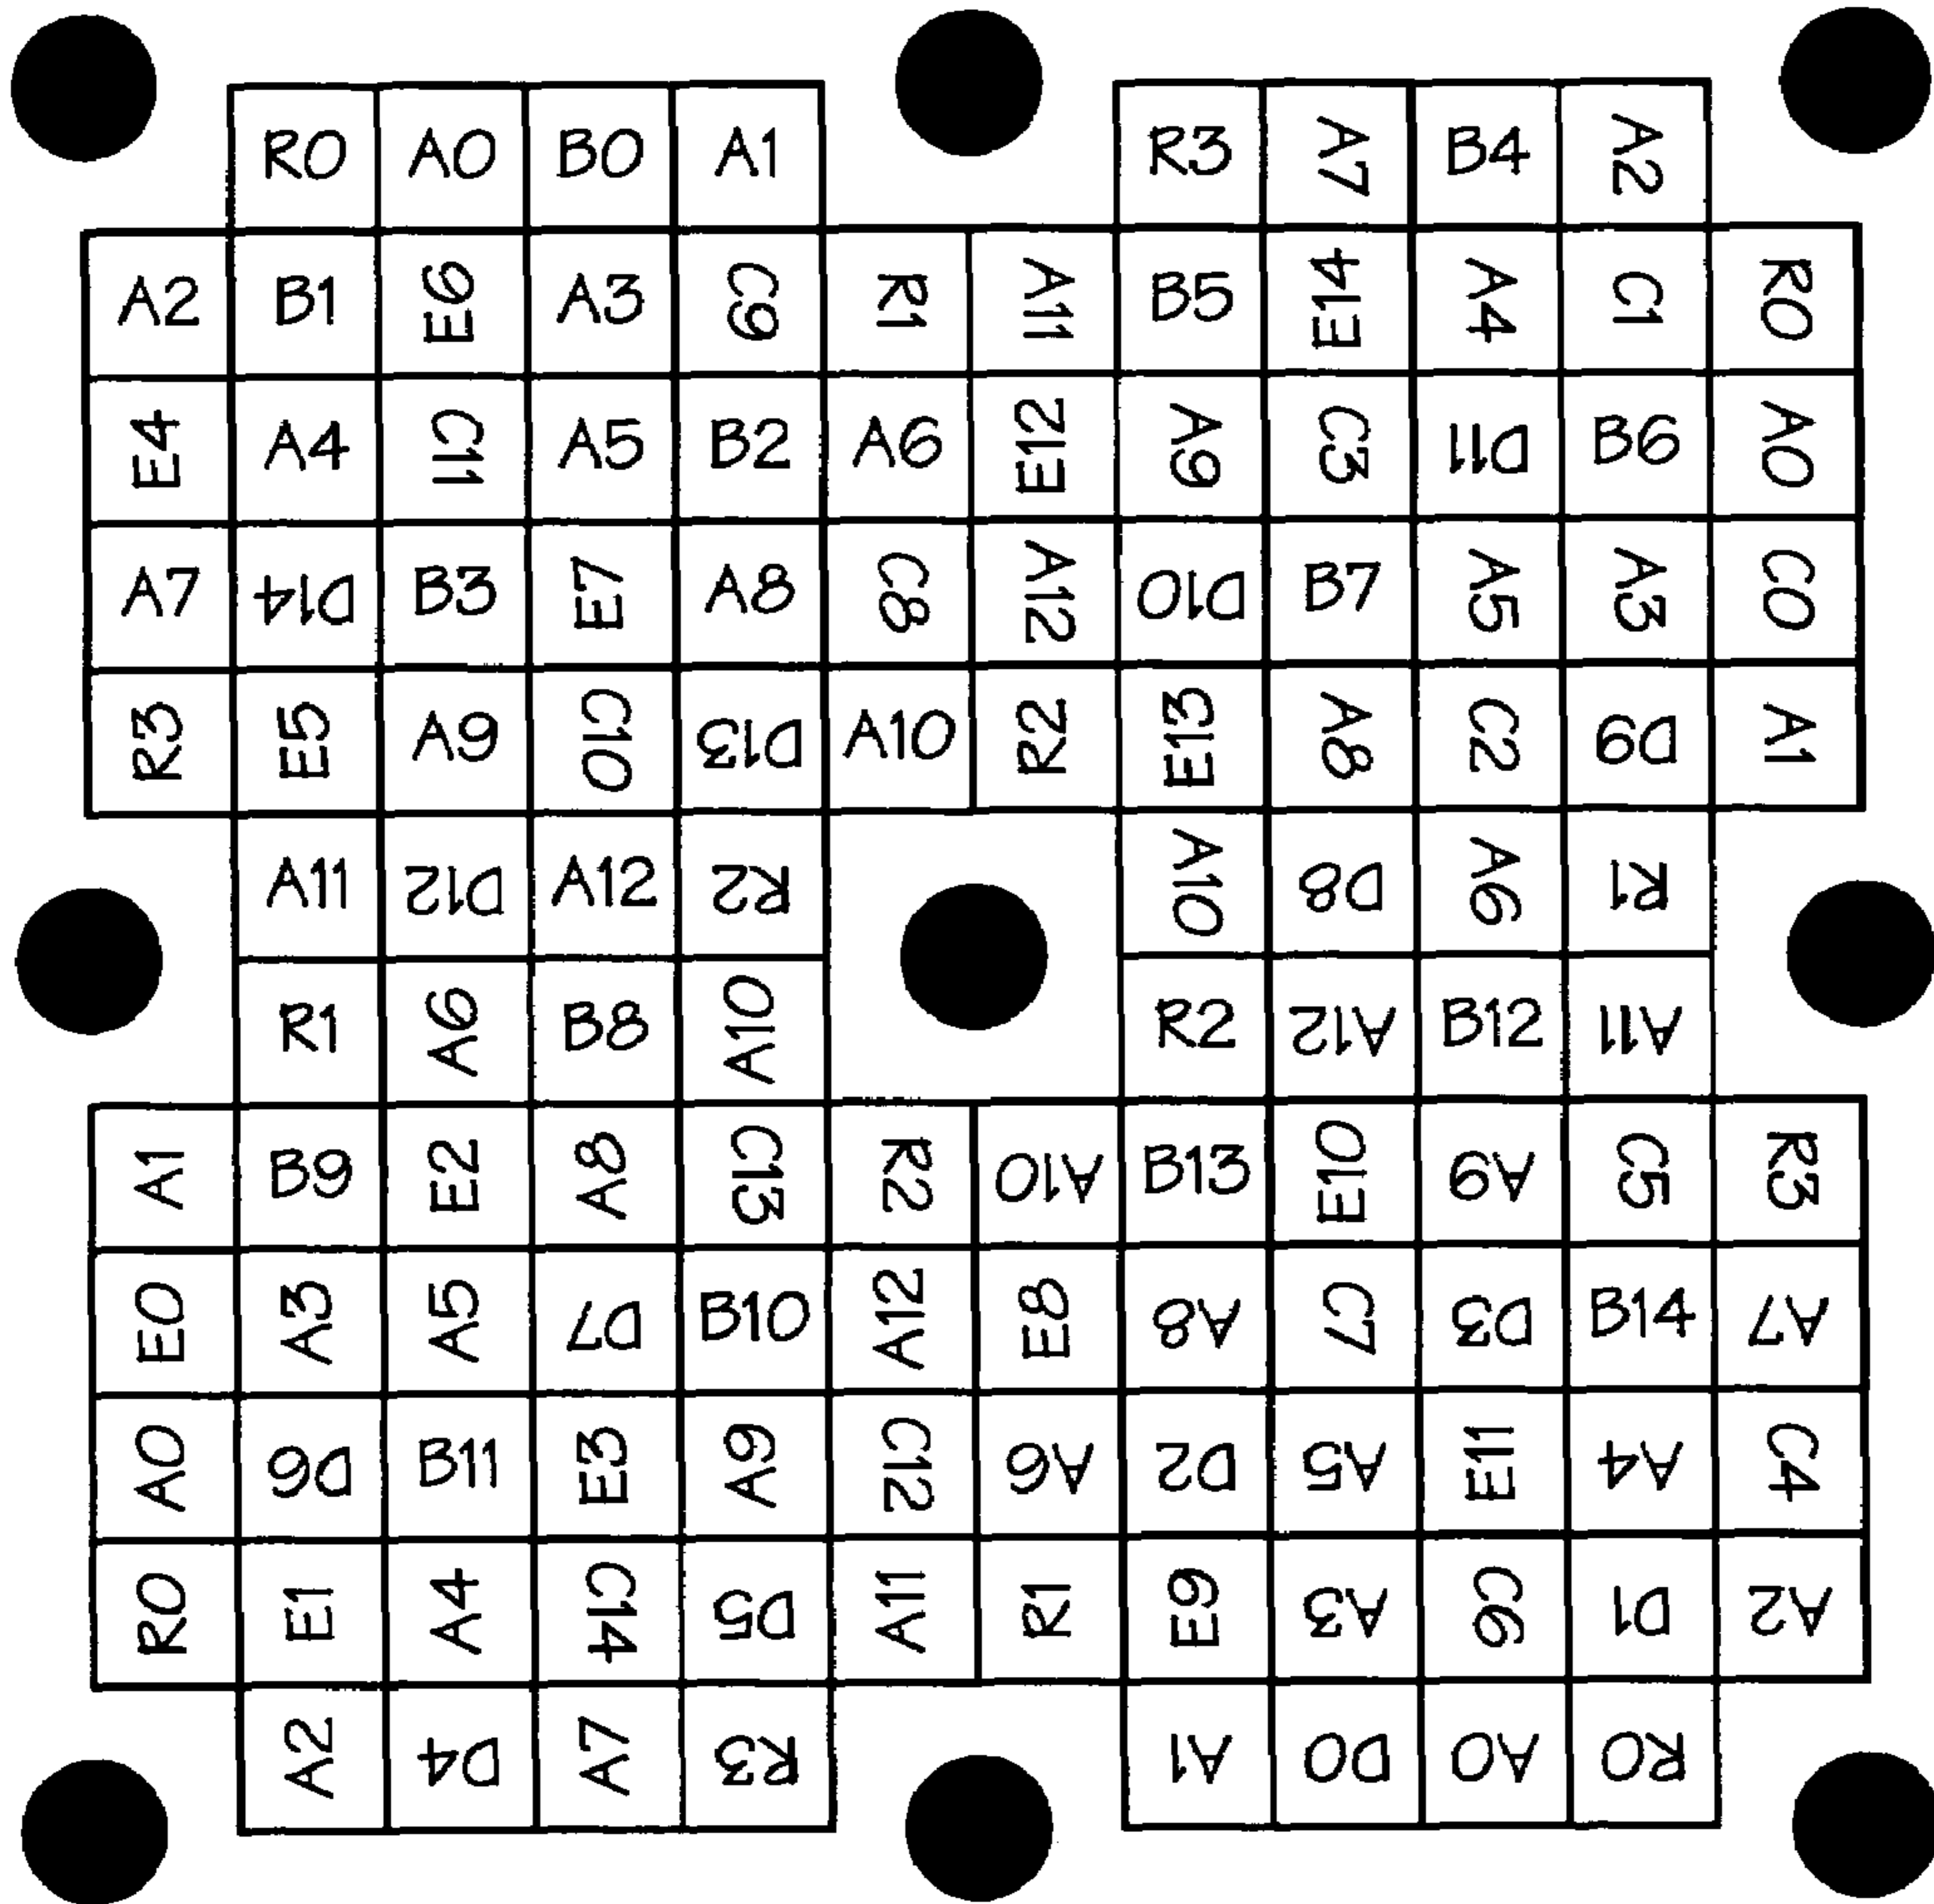 R0 A0 B0 A1 R3 A7 B4 A2
A2 B1 E6 A3 C9 R1 A11 B5 E14 A4 C1 R0
E4 A4 C11 A5 B2 A6 E12 A9 C3 D11 B6 A0
A7 D14 B3 E7 A8 C8 A12 D10 B7 A5 A3 C0
R3 E5 A9 C10 D13 A10 R2 E13 A8 C2 D9 A1
A11 D12 A12 R2 A10 D8 A6 R1
R1 A6 B8 A10 R2 A12 B12 A11
A1 B9 E2 A8 C13 R2 A10 B13 E10 A9 C5 R3
E0 A3 A5 D7 B10 A12 E8 A8 C7 D3 B14 A7
A0 D6 B11 E3 A9 C12 A6 D2 A5 E11 A4 C4
R0 E1 A4 C14 D5 A11 R1 E9 A3 C6 D1 A2
A2 D4 A7 R3 A1 D0 A0 R0